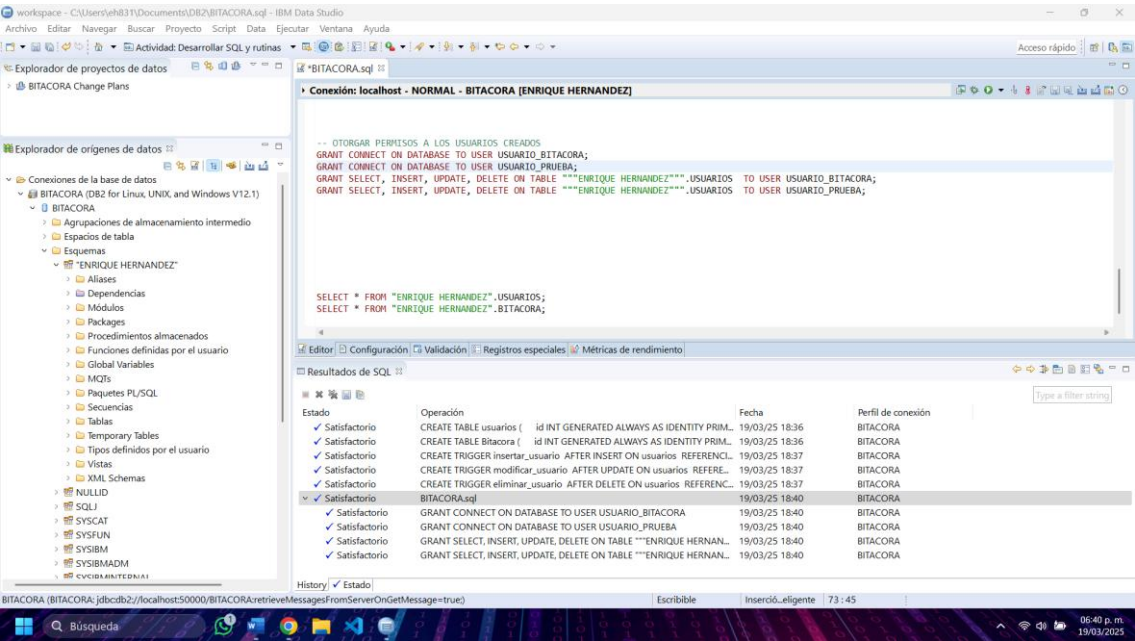 workspace - C:\Users\eh831\Documents\DB2\BITACORA.sql - IBM Data Studio
Archivo Editar Navegar Buscar Proyecto Script Data Ejecutar Ventana Ayuda
Actividad: Desarrollar SQL y rutinas
Acceso rápido
Explorador de proyectos de datos
BITACORA Change Plans
Explorador de orígenes de datos
Conexiones de la base de datos
BITACORA (DB2 for Linux, UNIX, and Windows V12.1)
BITACORA
Agrupaciones de almacenamiento intermedio
Espacios de tabla
Esquemas
"ENRIQUE HERNANDEZ"
Aliases
Dependencias
Módulos
Packages
Procedimientos almacenados
Funciones definidas por el usuario
Global Variables
MQTs
Paquetes PL/SQL
Secuencias
Tablas
Temporary Tables
Tipos definidos por el usuario
Vistas
XML Schemas
NULLID
SQLJ
SYSCAT
SYSFUN
SYSIBM
SYSIBMADM
SYSIBMINTERNAL
*BITACORA.sql
Conexión: localhost - NORMAL - BITACORA [ENRIQUE HERNANDEZ]
-- OTORGAR PERMISOS A LOS USUARIOS CREADOS
GRANT CONNECT ON DATABASE TO USER USUARIO_BITACORA;
GRANT CONNECT ON DATABASE TO USER USUARIO_PRUEBA;
GRANT SELECT, INSERT, UPDATE, DELETE ON TABLE """ENRIQUE HERNANDEZ""".USUARIOS  TO USER USUARIO_BITACORA;
GRANT SELECT, INSERT, UPDATE, DELETE ON TABLE """ENRIQUE HERNANDEZ""".USUARIOS  TO USER USUARIO_PRUEBA;
SELECT * FROM "ENRIQUE HERNANDEZ".USUARIOS;
SELECT * FROM "ENRIQUE HERNANDEZ".BITACORA;
Editor Configuración Validación Registros especiales Métricas de rendimiento
Resultados de SQL
Type a filter string
Estado Operación Fecha Perfil de conexión
Satisfactorio CREATE TABLE usuarios ( id INT GENERATED ALWAYS AS IDENTITY PRIM... 19/03/25 18:36 BITACORA
Satisfactorio CREATE TABLE Bitacora ( id INT GENERATED ALWAYS AS IDENTITY PRIM... 19/03/25 18:36 BITACORA
Satisfactorio CREATE TRIGGER insertar_usuario AFTER INSERT ON usuarios REFERENCI... 19/03/25 18:37 BITACORA
Satisfactorio CREATE TRIGGER modificar_usuario AFTER UPDATE ON usuarios REFERE... 19/03/25 18:37 BITACORA
Satisfactorio CREATE TRIGGER eliminar_usuario AFTER DELETE ON usuarios REFERENC... 19/03/25 18:37 BITACORA
Satisfactorio BITACORA.sql 19/03/25 18:40 BITACORA
Satisfactorio GRANT CONNECT ON DATABASE TO USER USUARIO_BITACORA 19/03/25 18:40 BITACORA
Satisfactorio GRANT CONNECT ON DATABASE TO USER USUARIO_PRUEBA 19/03/25 18:40 BITACORA
Satisfactorio GRANT SELECT, INSERT, UPDATE, DELETE ON TABLE """ENRIQUE HERNAN... 19/03/25 18:40 BITACORA
Satisfactorio GRANT SELECT, INSERT, UPDATE, DELETE ON TABLE """ENRIQUE HERNAN... 19/03/25 18:40 BITACORA
History Estado
BITACORA (BITACORA: jdbc:db2://localhost:50000/BITACORA:retrieveMessagesFromServerOnGetMessage=true;)
Escribible Inserció...eligente 73 : 45
Búsqueda
06:40 p. m.
19/03/2025